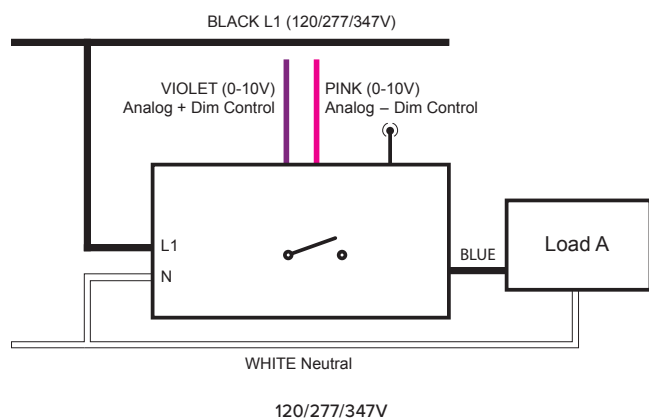 BLACK L1 (120/277/347V)
VIOLET (0-10V)
Analog + Dim Control
PINK (0-10V)
Analog – Dim Control
L1
N
BLUE
Load A
WHITE Neutral
120/277/347V